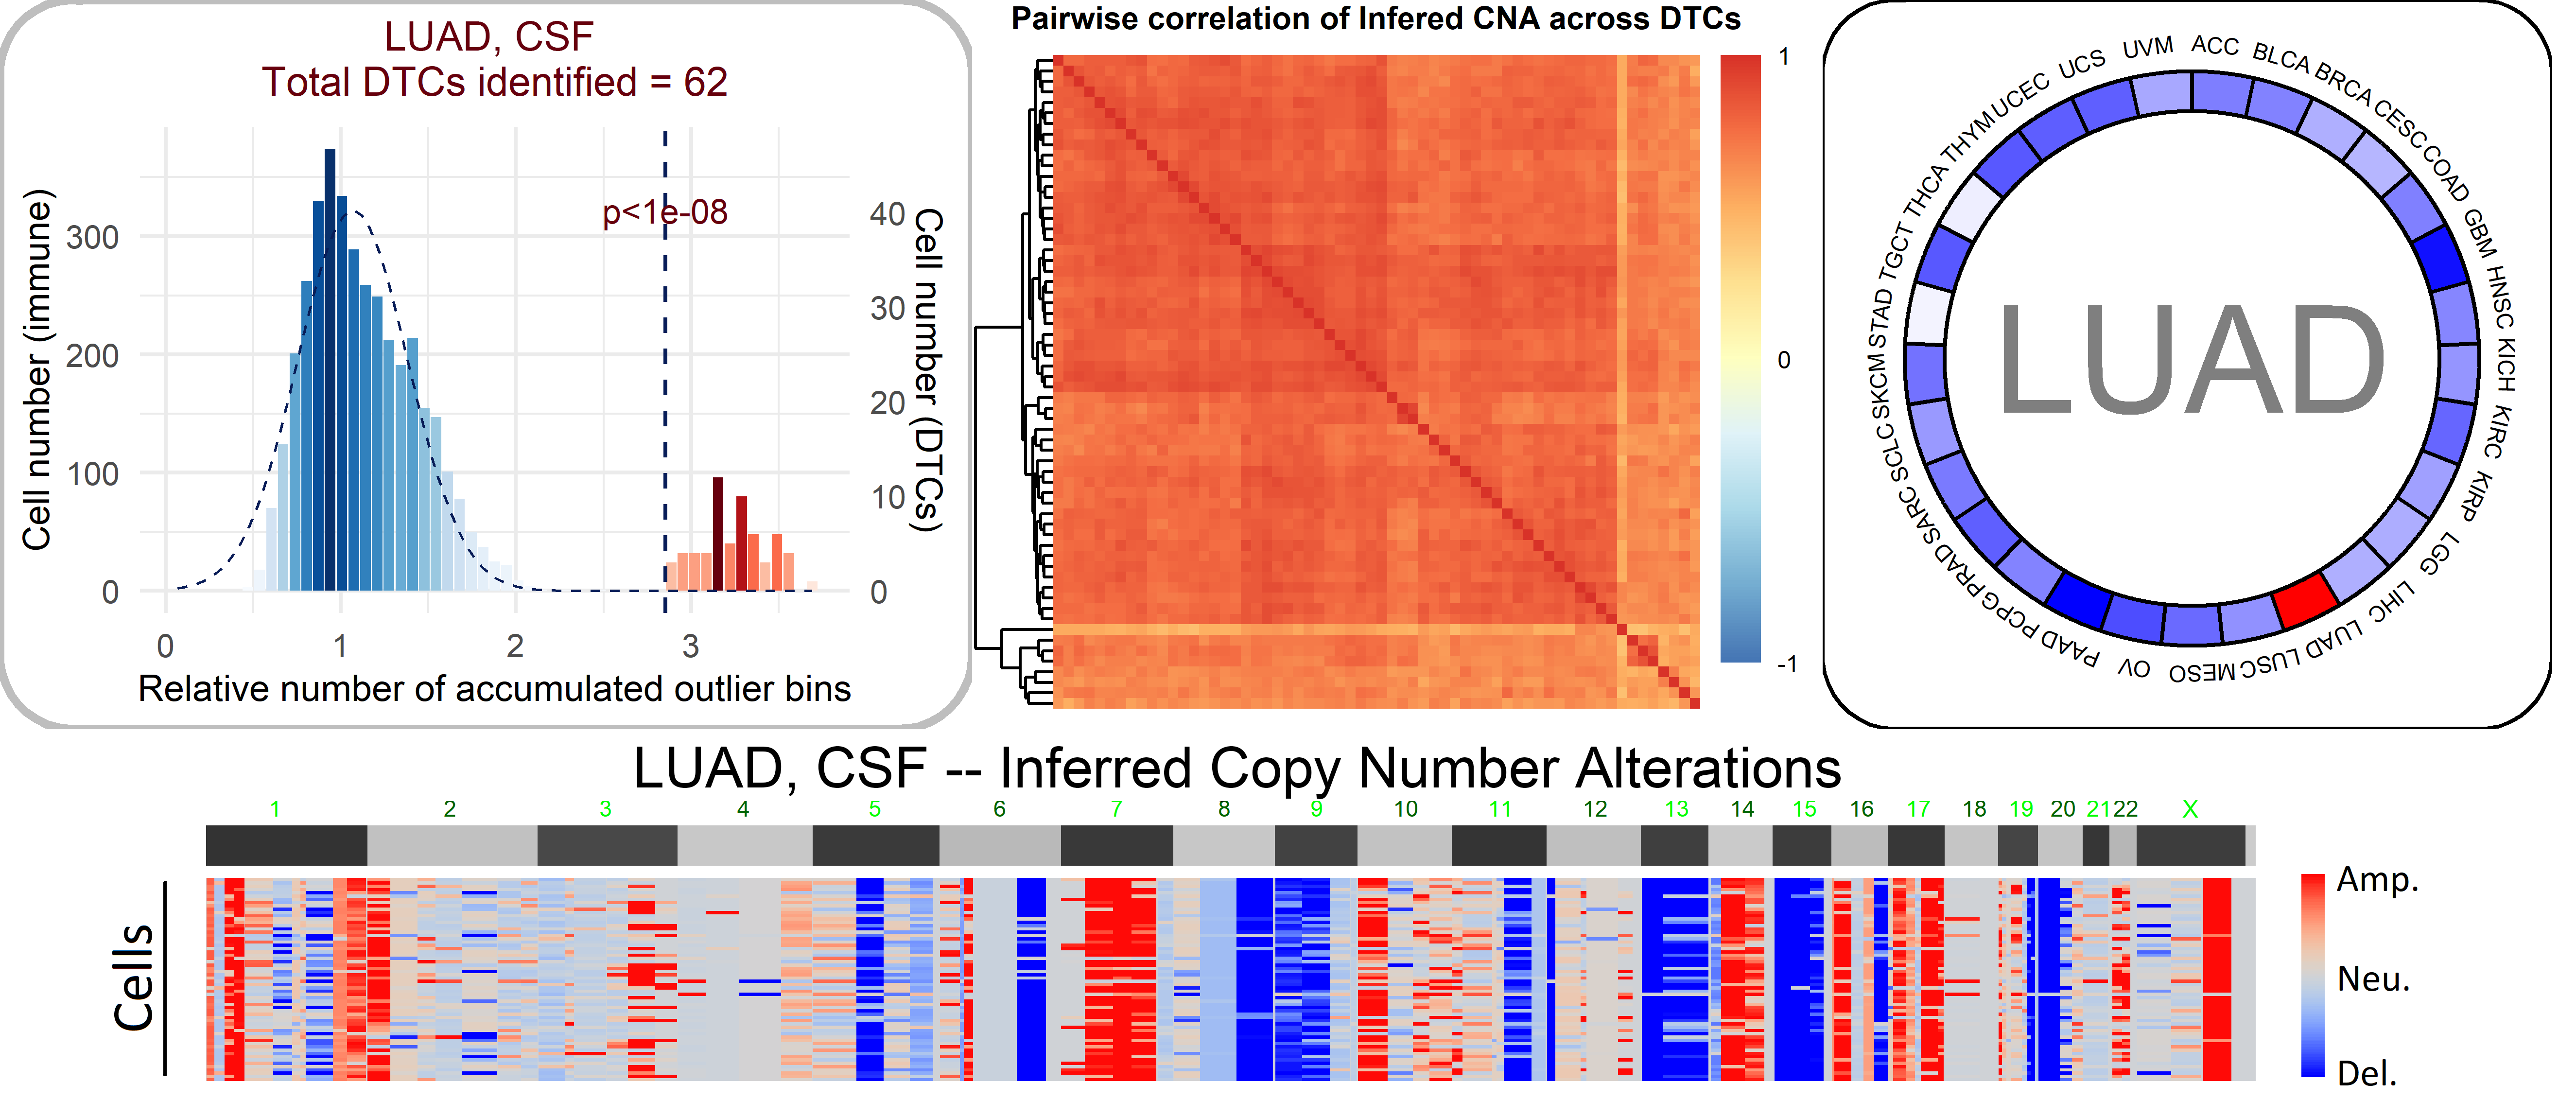 LUAD, CSF
Total DTCs identified = 62
p<1e-08
Cell number (immune)
300
200
100
0
Cell number (DTCs)
40
30
20
10
0
0 1 2 3
Relative number of accumulated outlier bins
Pairwise correlation of Infered CNA across DTCs
1
0
-1
LUAD
ACC
BLCA
BRCA
CESC
COAD
GBM
HNSC
KICH
KIRC
KIRP
LGG
LIHC
LUAD
LUSC
MESO
OV
PAAD
PCPG
PRAD
SARC
SCLC
SKCM
STAD
TGCT
THCA
THYM
UCEC
UCS
UVM
LUAD, CSF -- Inferred Copy Number Alterations
1 2 3 4 5 6 7 8 9 10 11 12 13 14 15 16 17 18 19 20 21 22 X
Cells
Amp.
Neu.
Del.